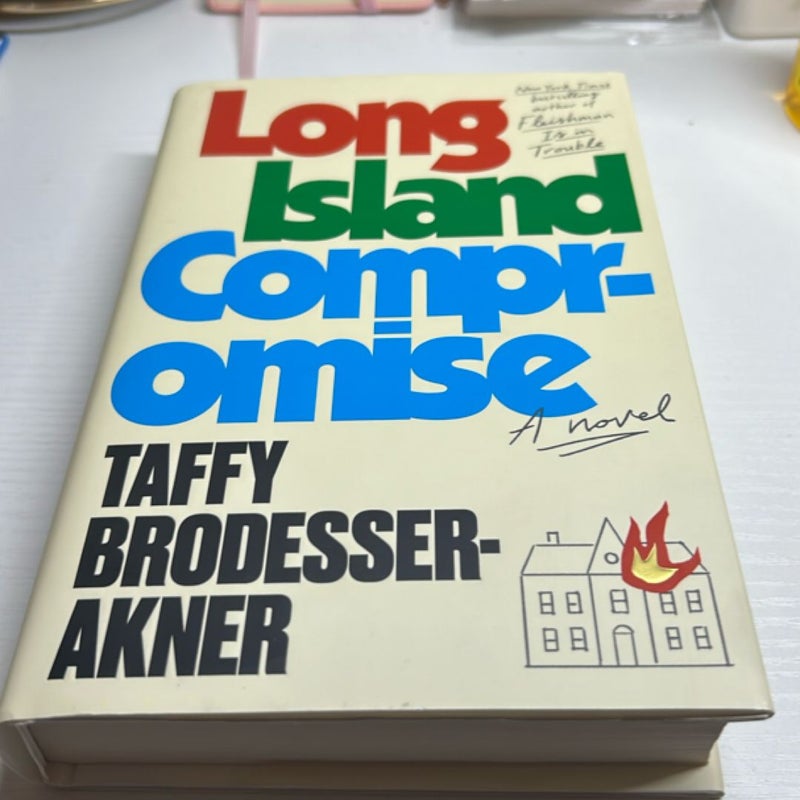 Long
Island
Compr-
omise
New York Times
bestselling
author of
Fleishman
Is in
Trouble
A novel
TAFFY
BRODESSER-
AKNER